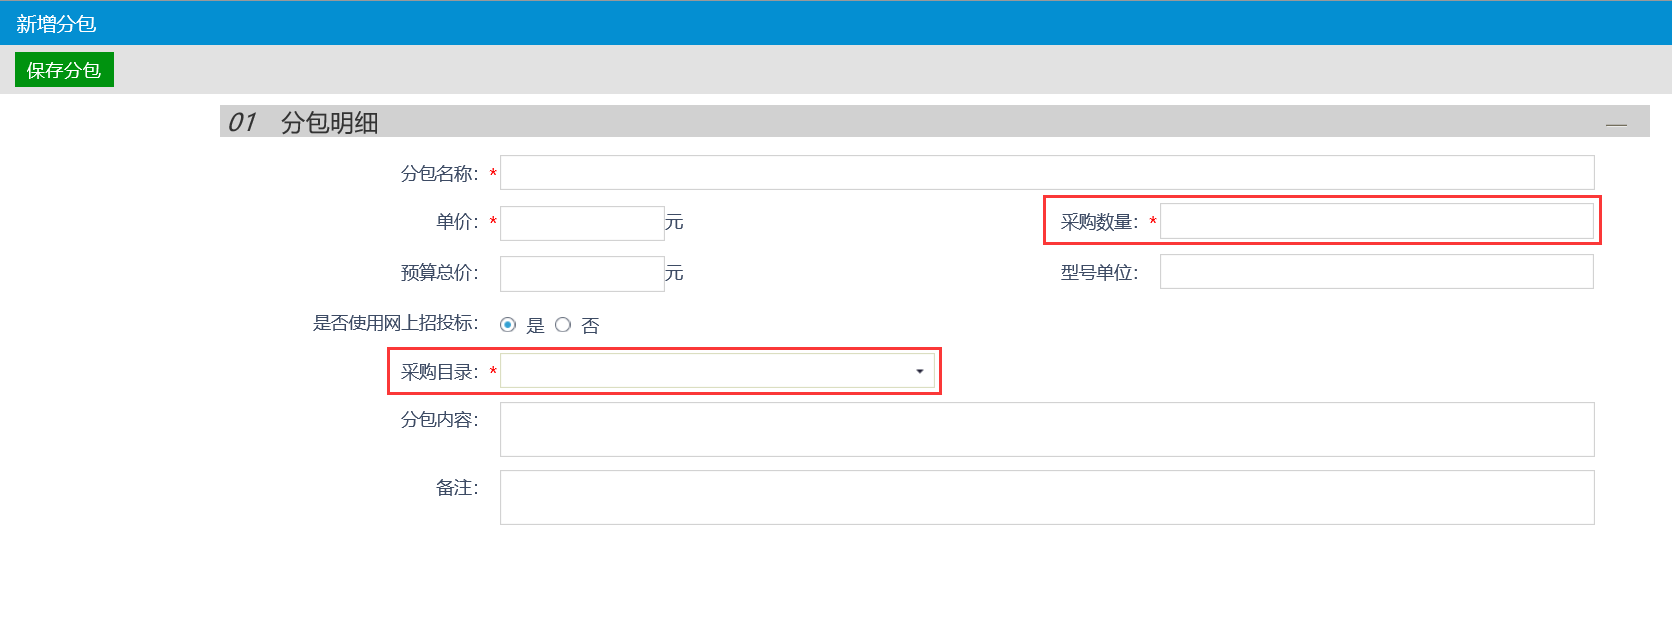 新增分包
保存分包
01 分包明细 —
分包名称：*
单价：* 元 采购数量：*
预算总价： 元 型号单位：
是否使用网上招投标： 是 否
采购目录：*
分包内容：
备注：